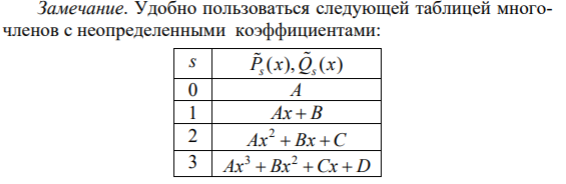 Замечание. Удобно пользоваться следующей таблицей много-
членов с неопределенными коэффициентами:
s P̃ₛ(x), Q̃ₛ(x)
0 A
1 Ax + B
2 Ax² + Bx + C
3 Ax³ + Bx² + Cx + D